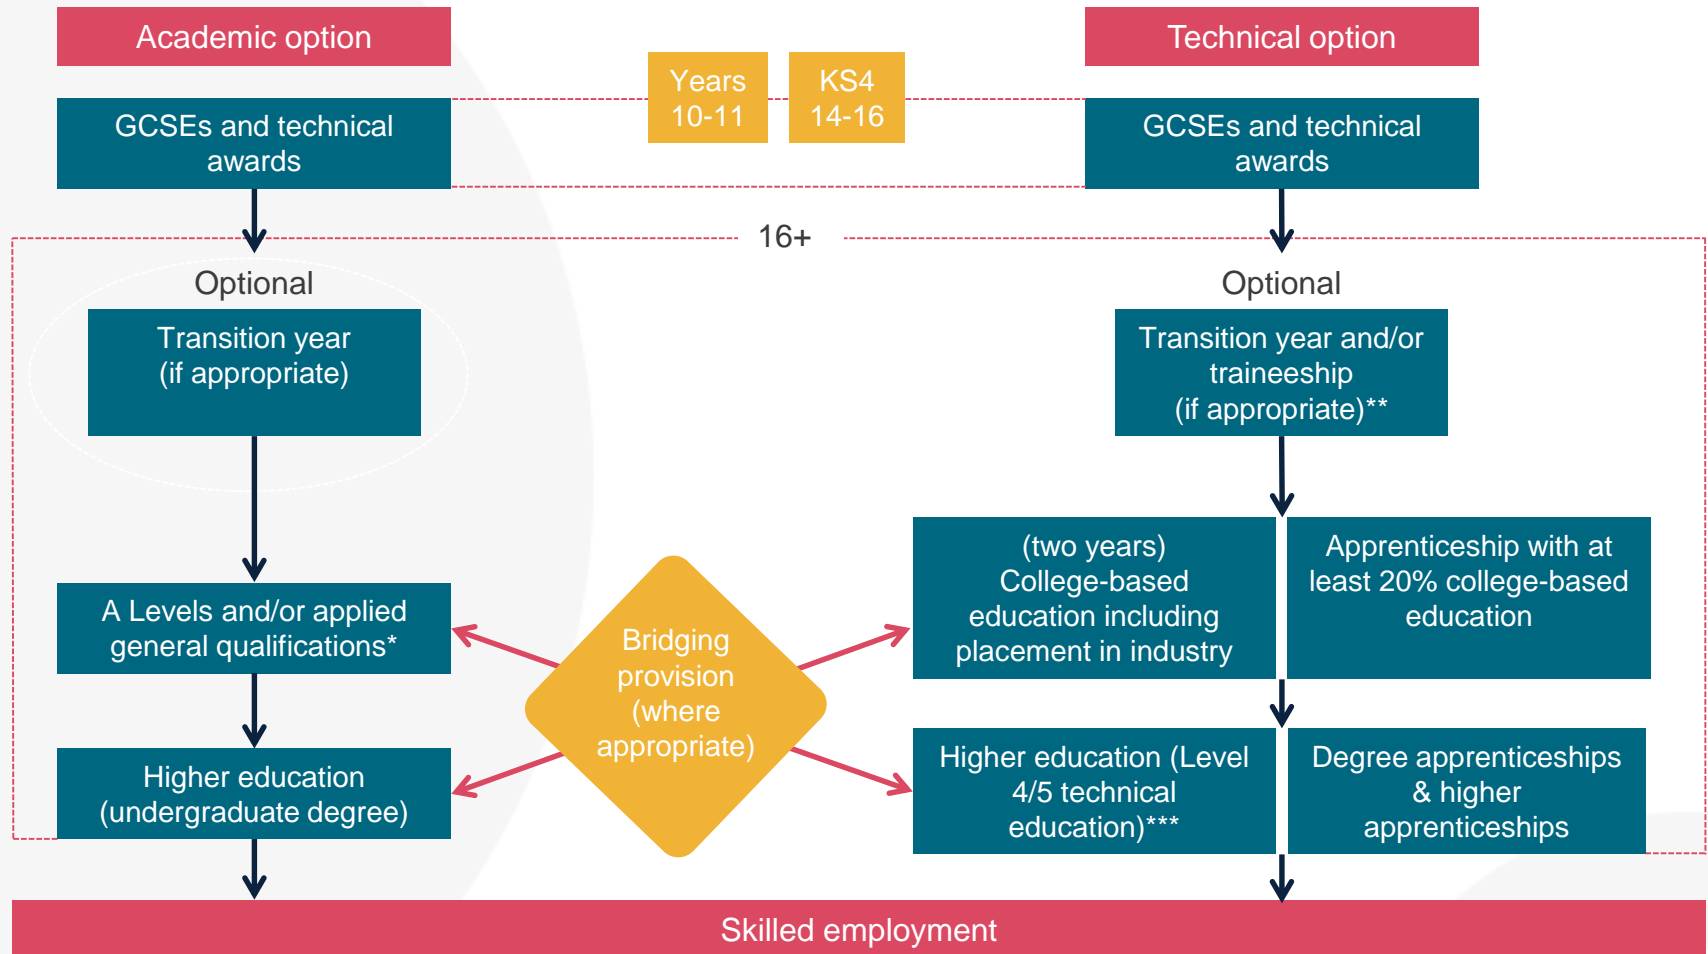 Academic option
Technical option
Years
10-11
KS4
14-16
GCSEs and technical
awards
GCSEs and technical
awards
16+
Optional
Transition year
(if appropriate)
Optional
Transition year and/or
traineeship
(if appropriate)**
A Levels and/or applied
general qualifications*
Bridging
provision
(where
appropriate)
(two years)
College-based
education including
placement in industry
Apprenticeship with at
least 20% college-based
education
Higher education
(undergraduate degree)
Higher education (Level
4/5 technical
education)***
Degree apprenticeships
& higher
apprenticeships
Skilled employment